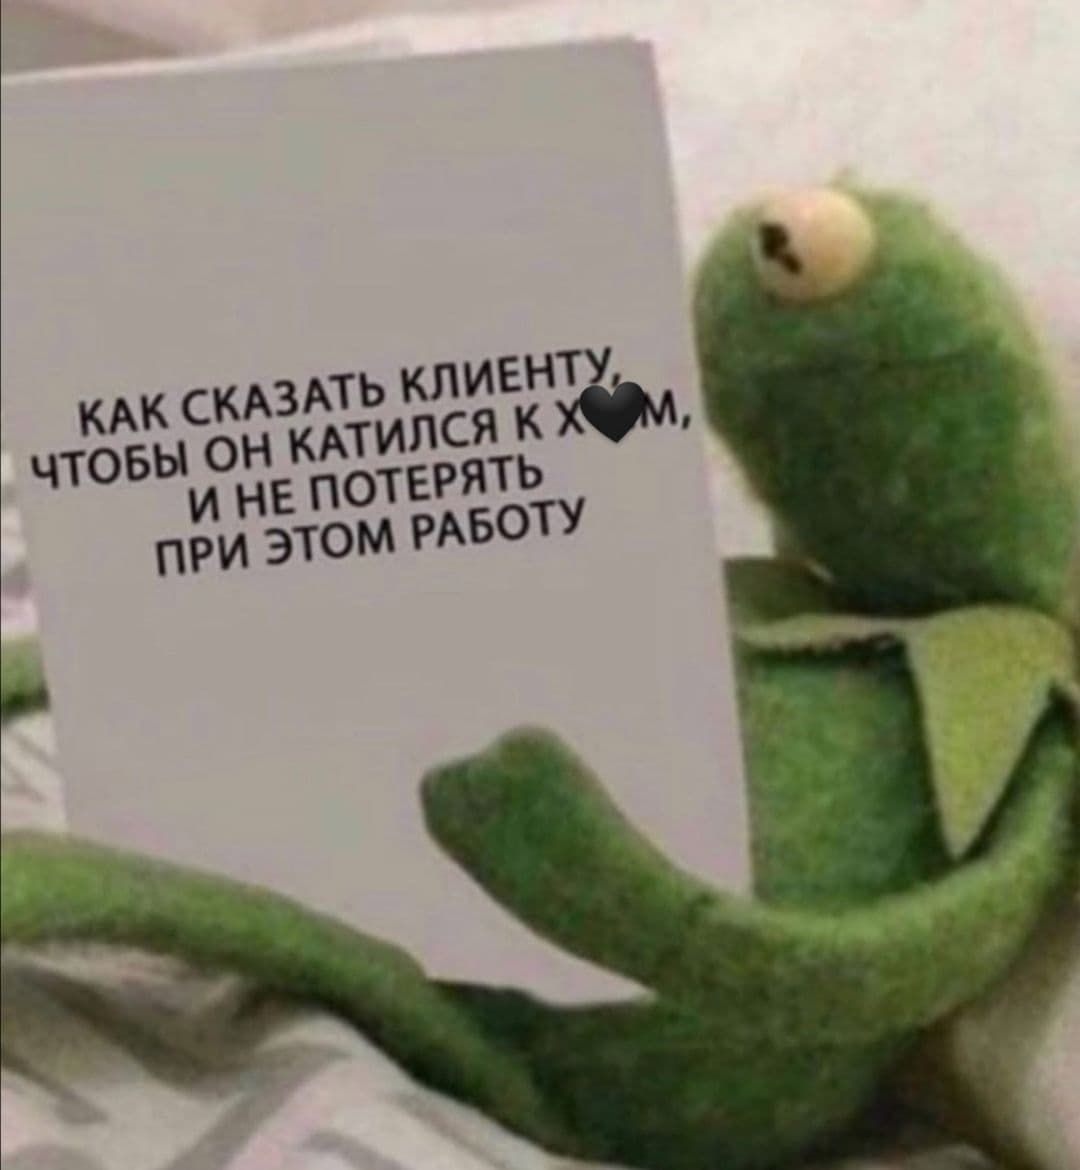 КАК СКАЗАТЬ КЛИЕНТУ,
ЧТОБЫ ОН КАТИЛСЯ К Х🖤М,
И НЕ ПОТЕРЯТЬ
ПРИ ЭТОМ РАБОТУ